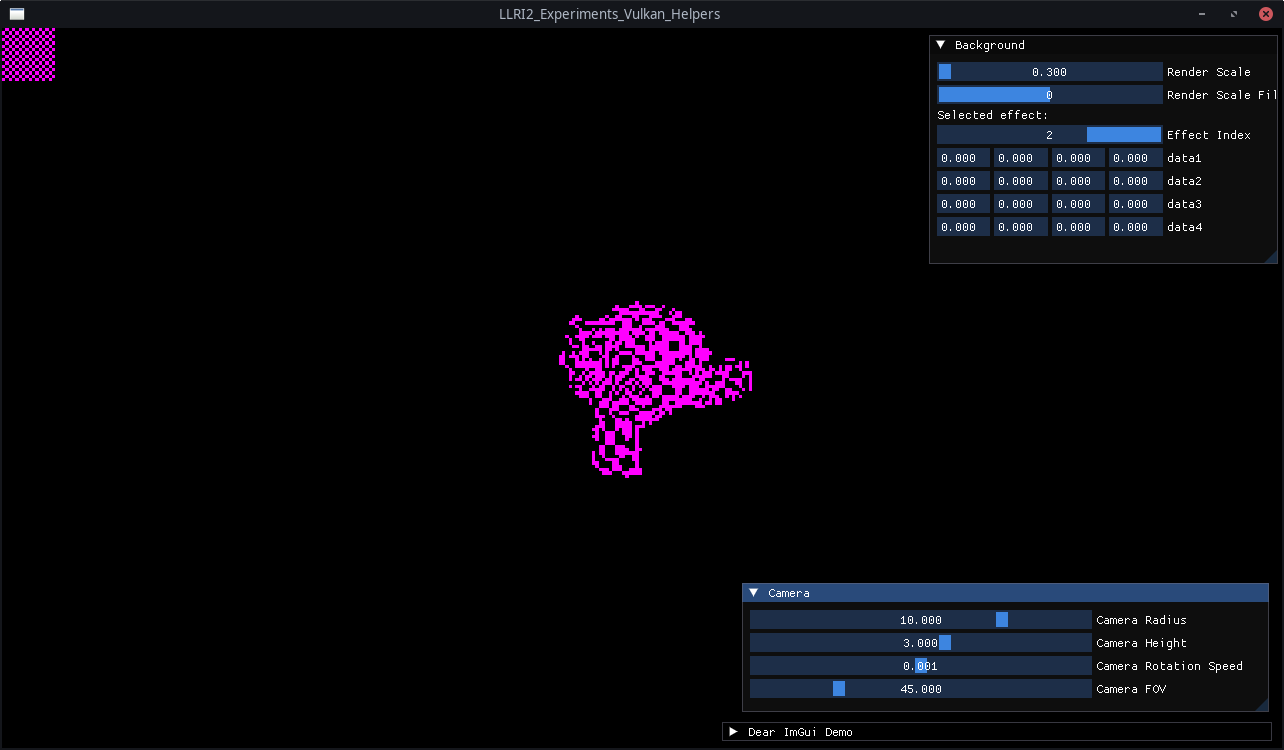 LLRI2_Experiments_Vulkan_Helpers
Background
0.300 Render Scale
0 Render Scale Fil
Selected effect:
2 Effect Index
0.000 0.000 0.000 0.000 data1
0.000 0.000 0.000 0.000 data2
0.000 0.000 0.000 0.000 data3
0.000 0.000 0.000 0.000 data4
Camera
10.000 Camera Radius
3.000 Camera Height
0.001 Camera Rotation Speed
45.000 Camera FOV
Dear ImGui Demo